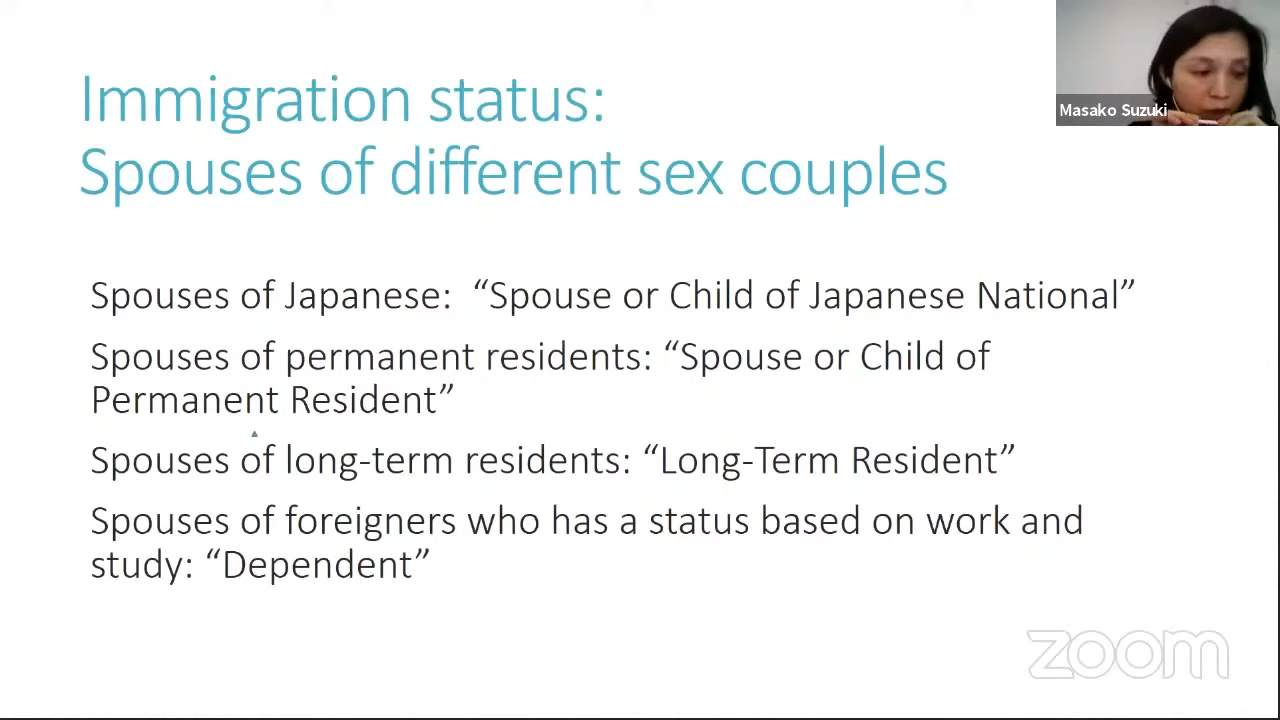 Immigration status:
Spouses of different sex couples
Masako Suzuki
Spouses of Japanese:  “Spouse or Child of Japanese National”
Spouses of permanent residents: “Spouse or Child of
Permanent Resident”
Spouses of long-term residents: “Long-Term Resident”
Spouses of foreigners who has a status based on work and
study: “Dependent”
zoom